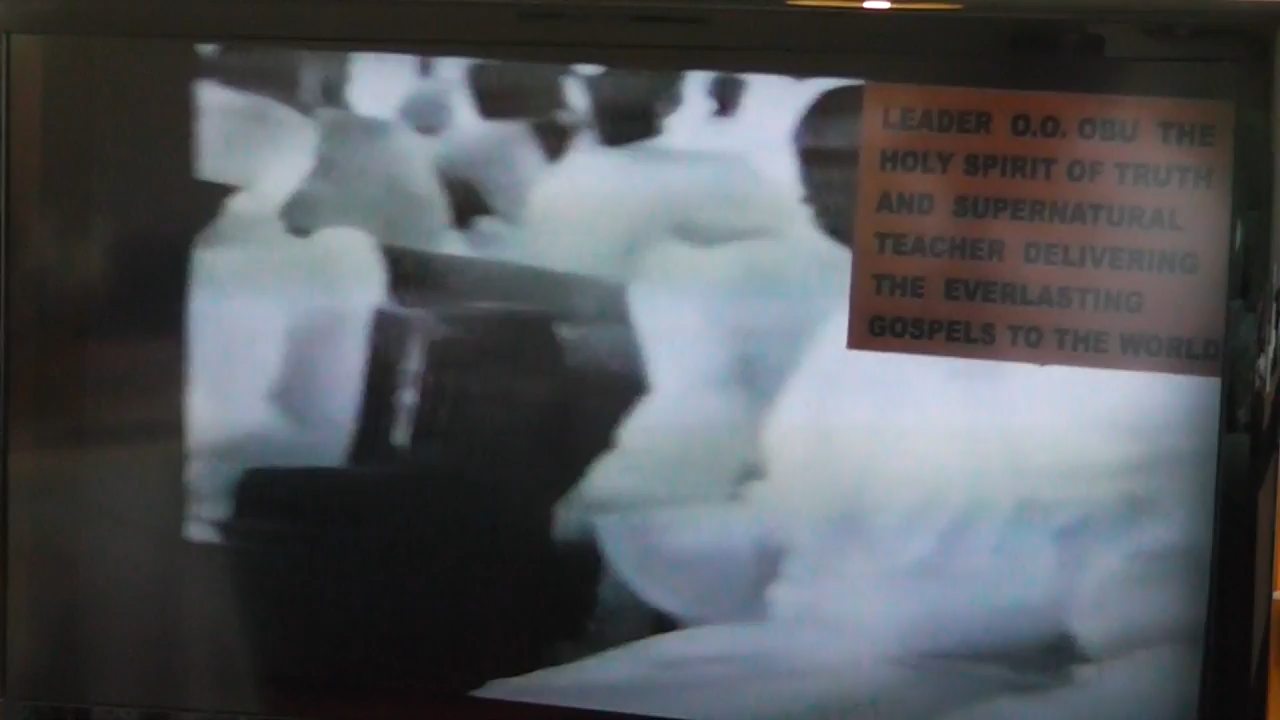 LEADER O.O. OBU THE
HOLY SPIRIT OF TRUTH
AND SUPERNATURAL
TEACHER DELIVERING
THE EVERLASTING
GOSPELS TO THE WORLD